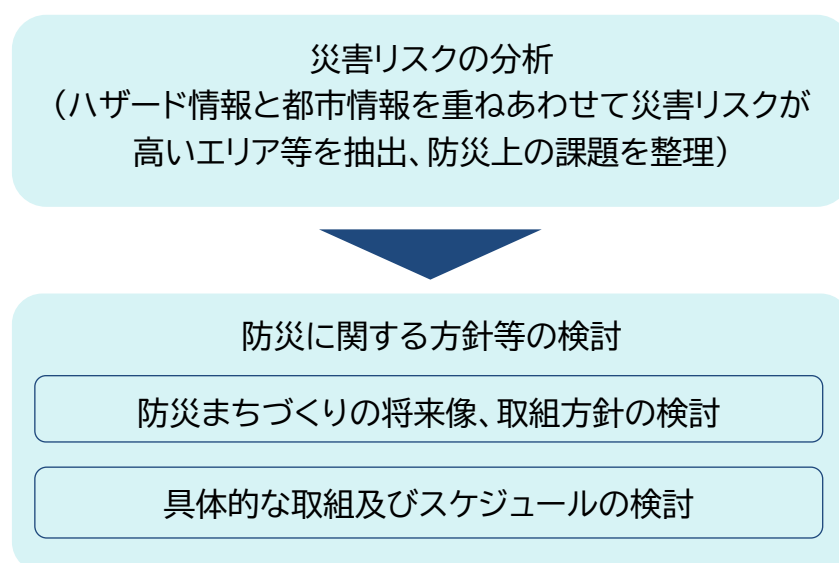 災害リスクの分析
（ハザード情報と都市情報を重ねあわせて災害リスクが
高いエリア等を抽出、防災上の課題を整理）
防災に関する方針等の検討
防災まちづくりの将来像、取組方針の検討
具体的な取組及びスケジュールの検討